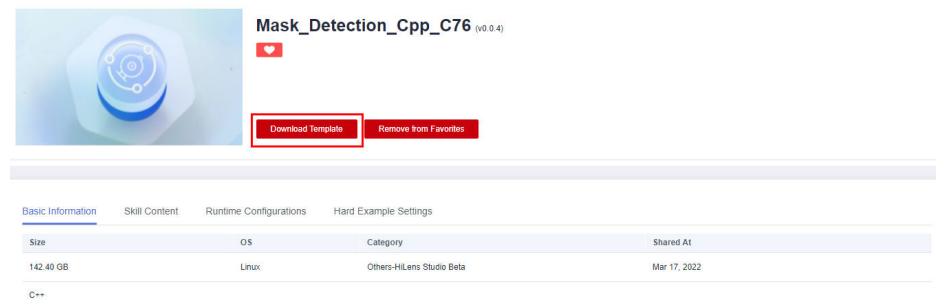 Mask_Detection_Cpp_C76 (v0.0.4)
Download Template Remove from Favorites
Basic Information Skill Content Runtime Configurations Hard Example Settings
Size OS Category Shared At
142.40 GB Linux Others-HiLens Studio Beta Mar 17, 2022
C++